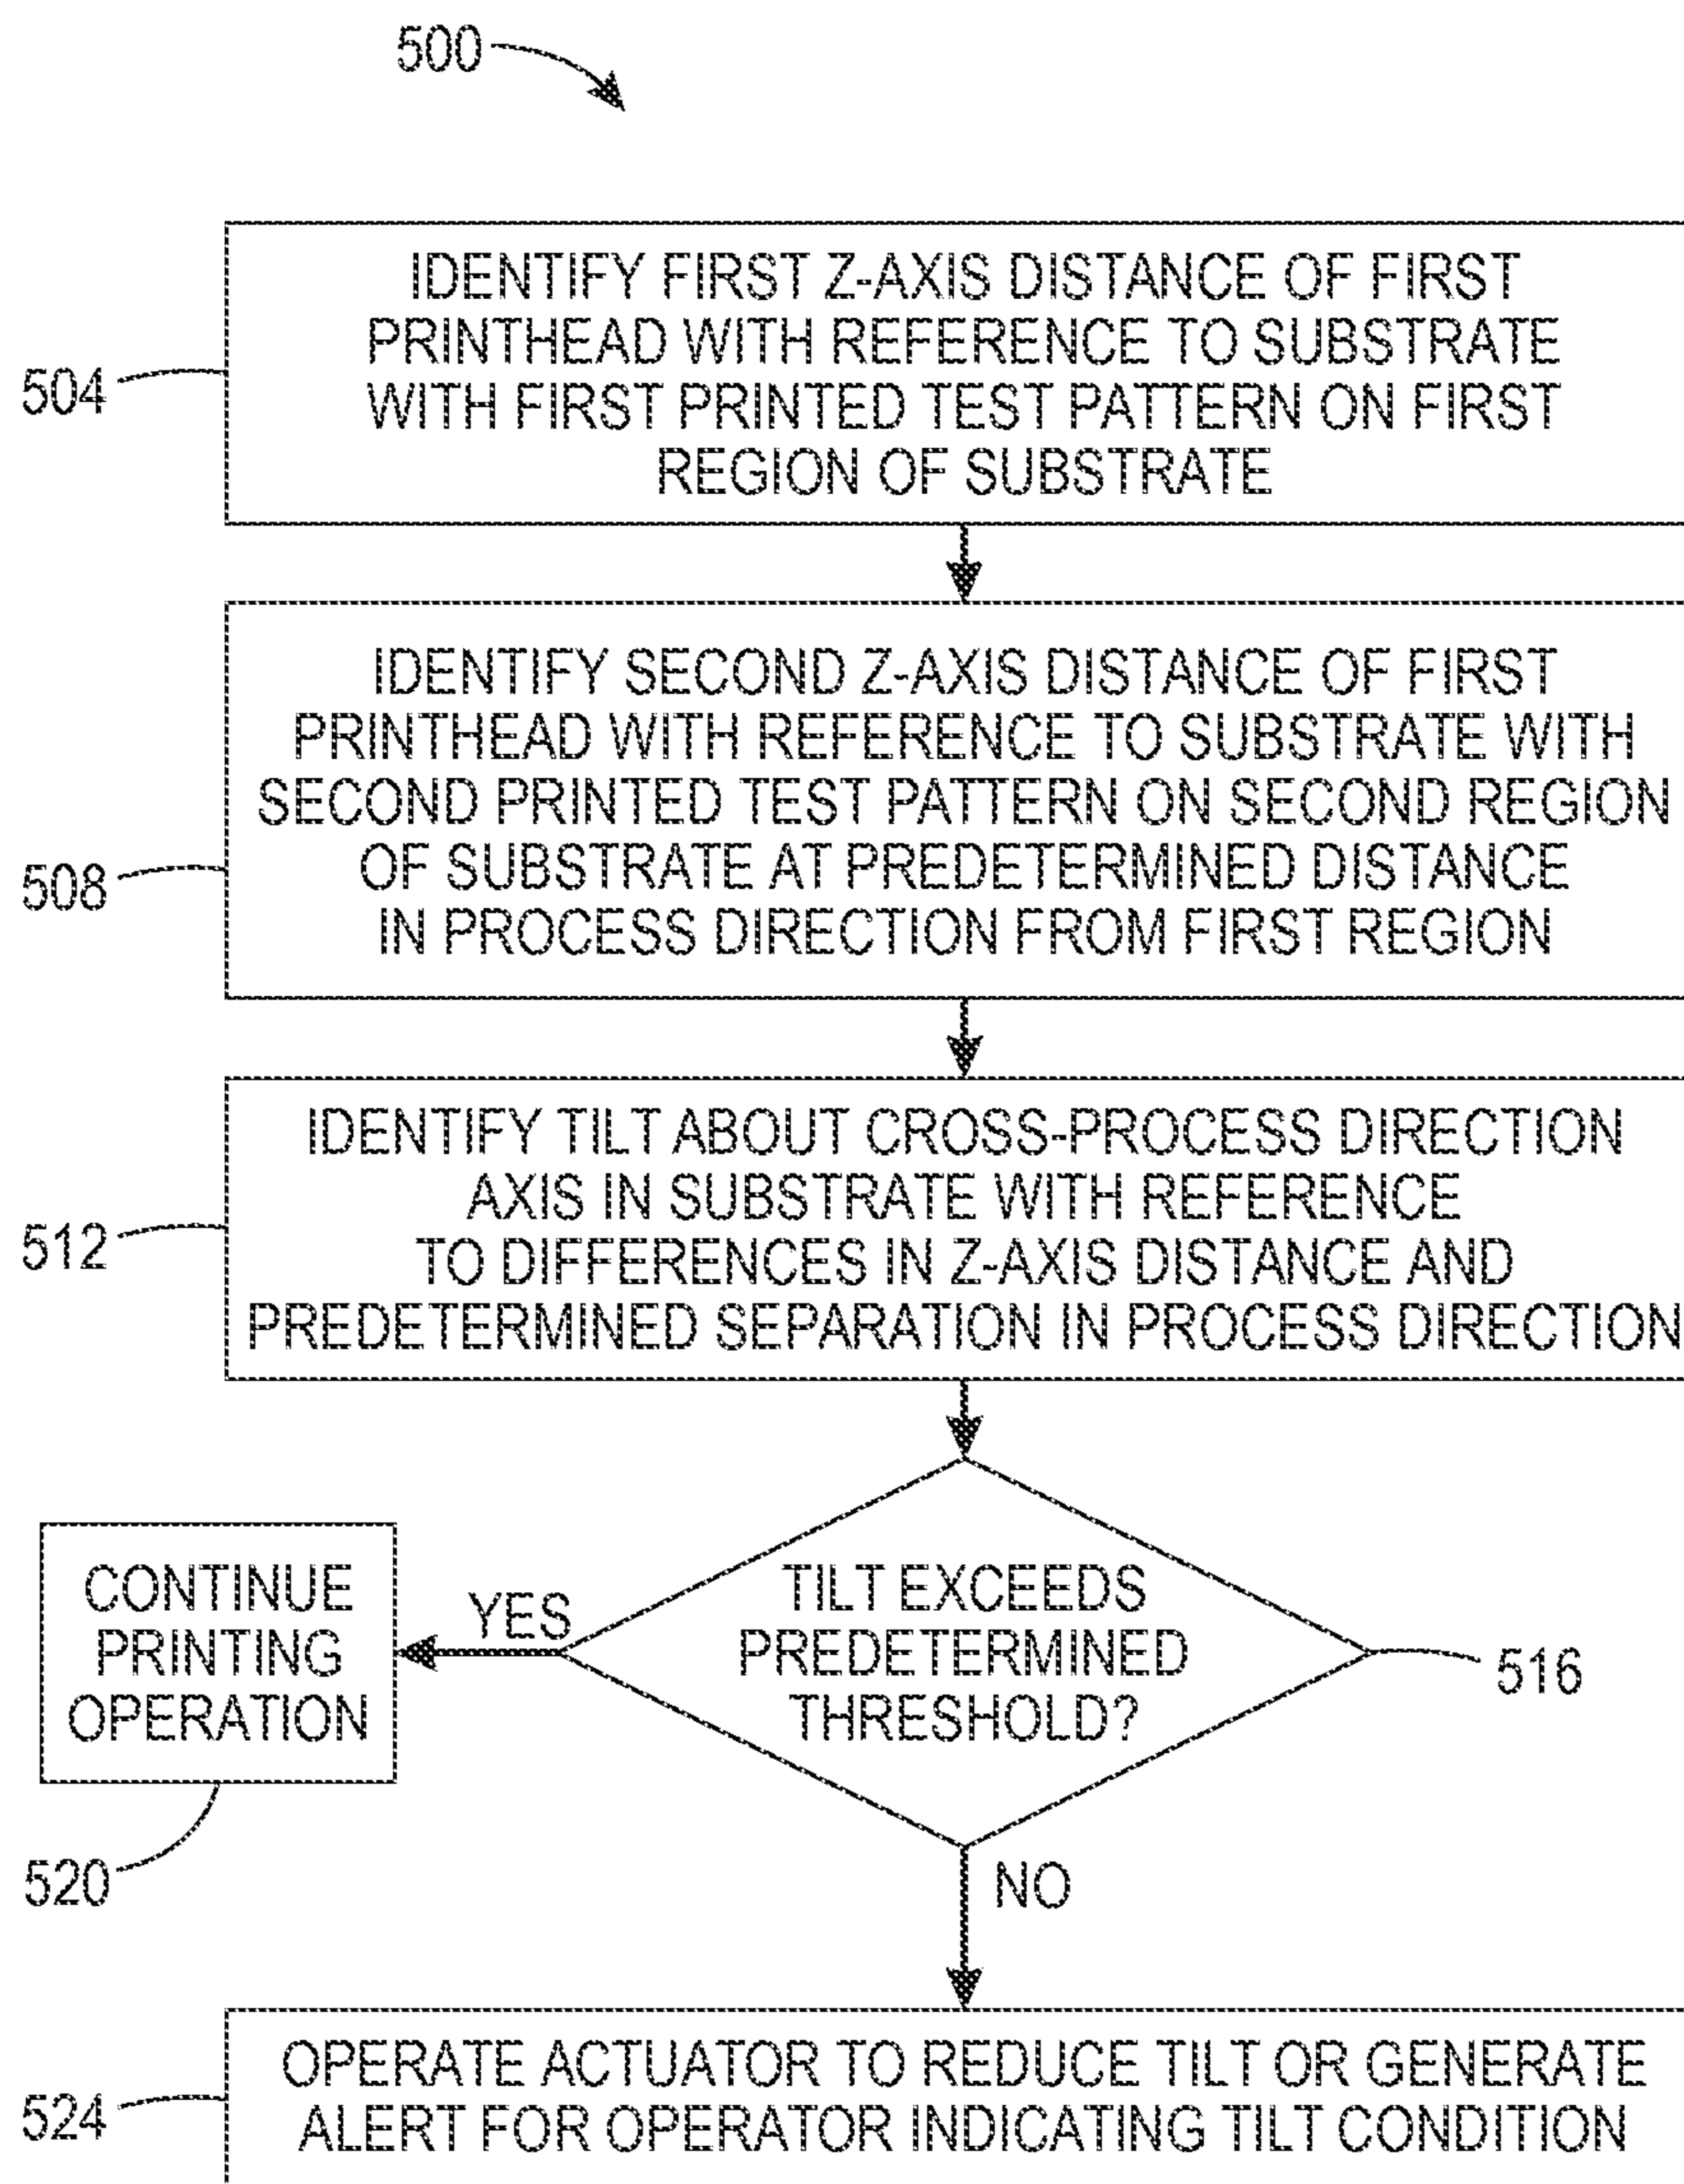 500
IDENTIFY FIRST Z-AXIS DISTANCE OF FIRST
PRINTHEAD WITH REFERENCE TO SUBSTRATE
WITH FIRST PRINTED TEST PATTERN ON FIRST
REGION OF SUBSTRATE
504
IDENTIFY SECOND Z-AXIS DISTANCE OF FIRST
PRINTHEAD WITH REFERENCE TO SUBSTRATE WITH
SECOND PRINTED TEST PATTERN ON SECOND REGION
OF SUBSTRATE AT PREDETERMINED DISTANCE
IN PROCESS DIRECTION FROM FIRST REGION
508
IDENTIFY TILT ABOUT CROSS-PROCESS DIRECTION
AXIS IN SUBSTRATE WITH REFERENCE
TO DIFFERENCES IN Z-AXIS DISTANCE AND
PREDETERMINED SEPARATION IN PROCESS DIRECTION
512
TILT EXCEEDS
PREDETERMINED
THRESHOLD?
516
YES
CONTINUE
PRINTING
OPERATION
520
NO
OPERATE ACTUATOR TO REDUCE TILT OR GENERATE
ALERT FOR OPERATOR INDICATING TILT CONDITION
524